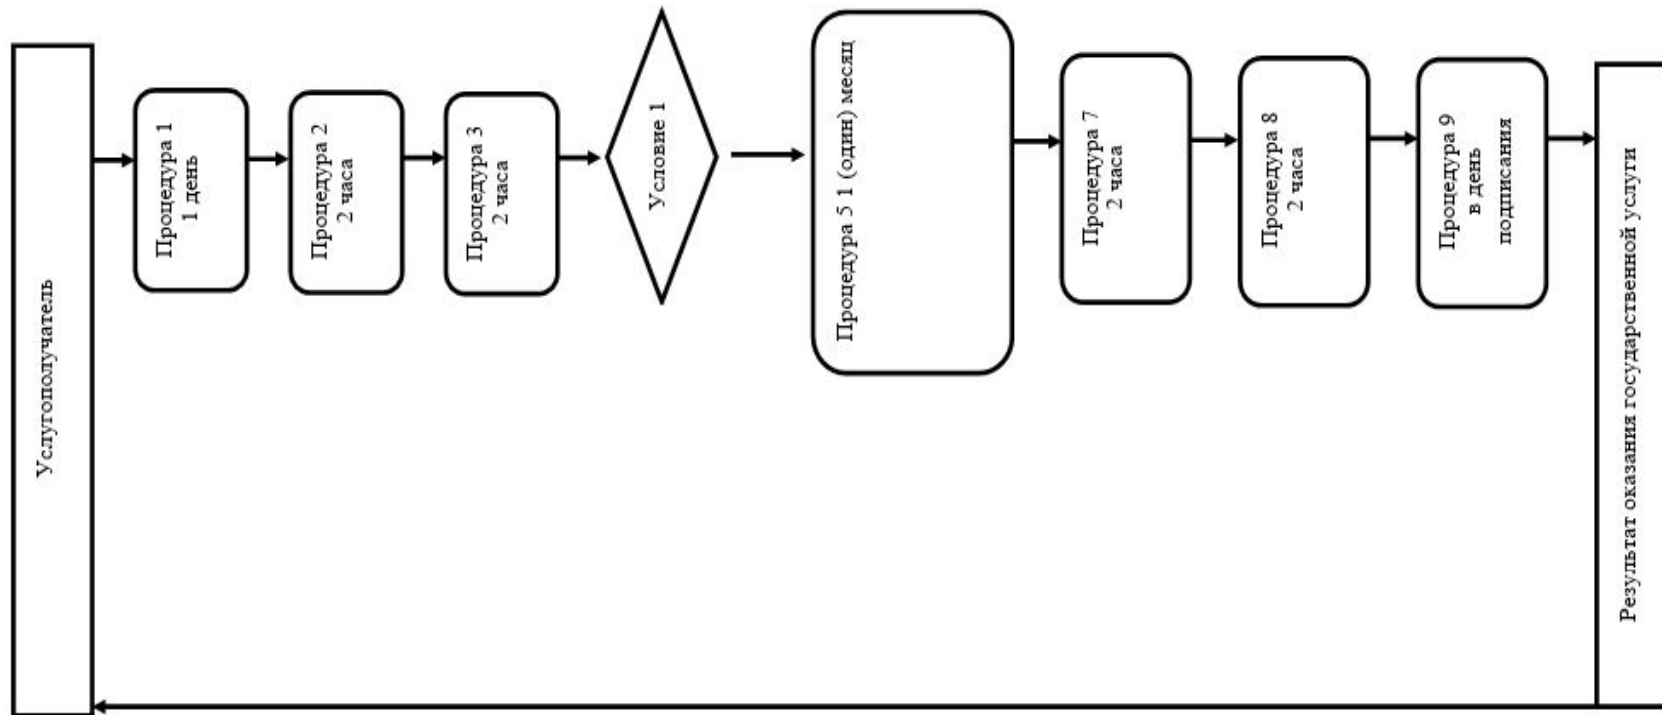 Услугополучатель
Процедура 1
1 день
Процедура 2
2 часа
Процедура 3
2 часа
Условие 1
Процедура 5 1 (один) месяц
Процедура 7
2 часа
Процедура 8
2 часа
Процедура 9
в день
подписания
Результат оказания государственной услуги